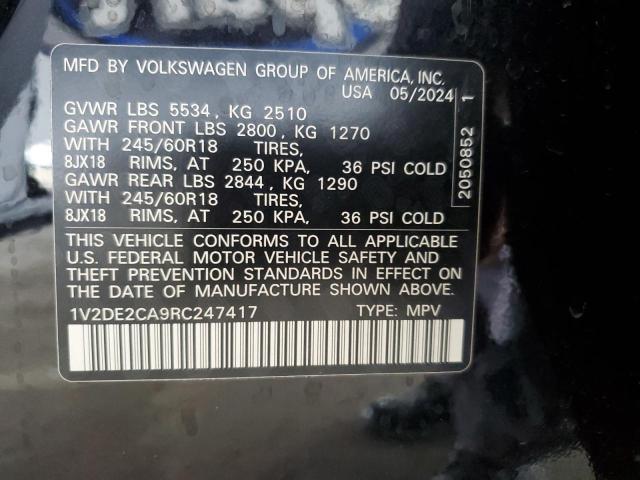 MFD BY VOLKSWAGEN GROUP OF AMERICA, INC.
USA 05/2024
GVWR LBS 5534 , KG 2510
GAWR FRONT LBS 2800 , KG 1270
WITH 245/60R18 TIRES,
8JX18 RIMS, AT 250 KPA, 36 PSI COLD
GAWR REAR LBS 2844 , KG 1290
WITH 245/60R18 TIRES,
8JX18 RIMS, AT 250 KPA, 36 PSI COLD
THIS VEHICLE CONFORMS TO ALL APPLICABLE
U.S. FEDERAL MOTOR VEHICLE SAFETY AND
THEFT PREVENTION STANDARDS IN EFFECT ON
THE DATE OF MANUFACTURE SHOWN ABOVE.
1V2DE2CA9RC247417 TYPE: MPV
2050852 1